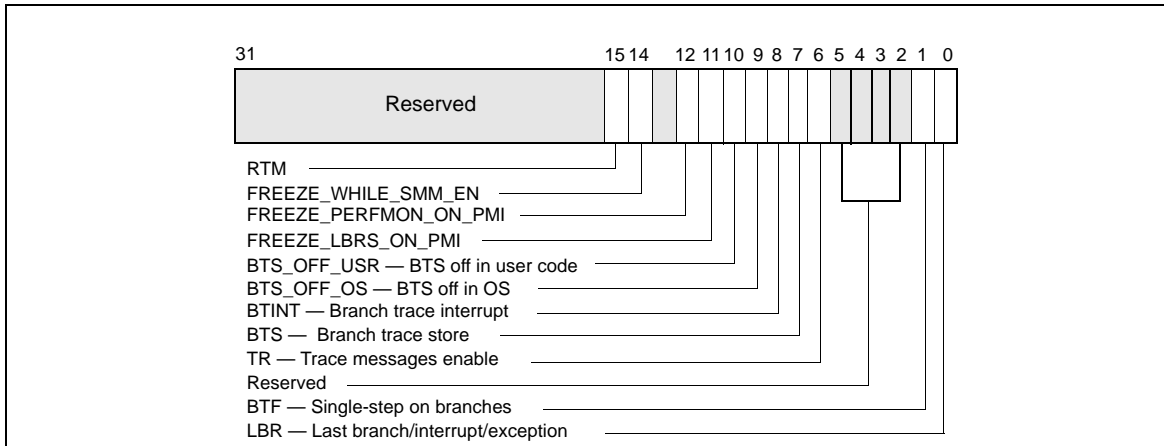 31 15 14 12 11 10 9 8 7 6 5 4 3 2 1 0
Reserved
RTM
FREEZE_WHILE_SMM_EN
FREEZE_PERFMON_ON_PMI
FREEZE_LBRS_ON_PMI
BTS_OFF_USR — BTS off in user code
BTS_OFF_OS — BTS off in OS
BTINT — Branch trace interrupt
BTS — Branch trace store
TR — Trace messages enable
Reserved
BTF — Single-step on branches
LBR — Last branch/interrupt/exception